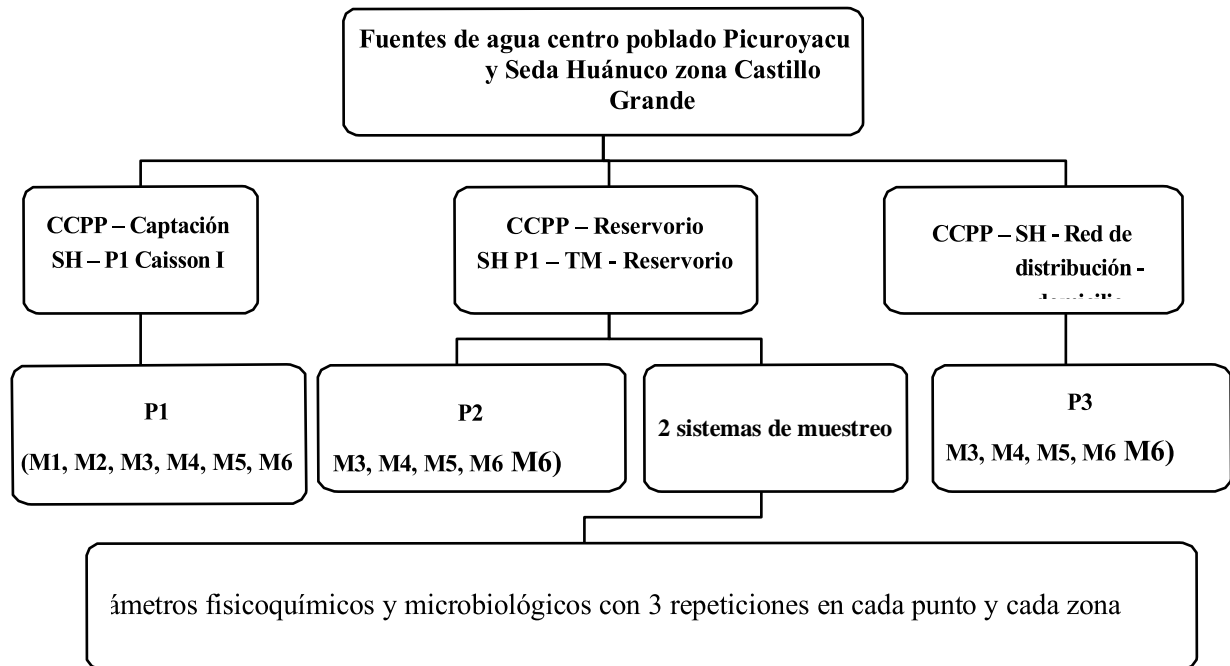 Fuentes de agua centro poblado Picuroyacu
y Seda Huánuco zona Castillo
Grande
CCPP – Captación
SH – P1 Caisson I
CCPP – Reservorio
SH P1 – TM - Reservorio
CCPP – SH - Red de
distribución -
P1
(M1, M2, M3, M4, M5, M6
P2
M3, M4, M5, M6 M6)
2 sistemas de muestreo
P3
M3, M4, M5, M6 M6)
ámetros fisicoquímicos y microbiológicos con 3 repeticiones en cada punto y cada zona